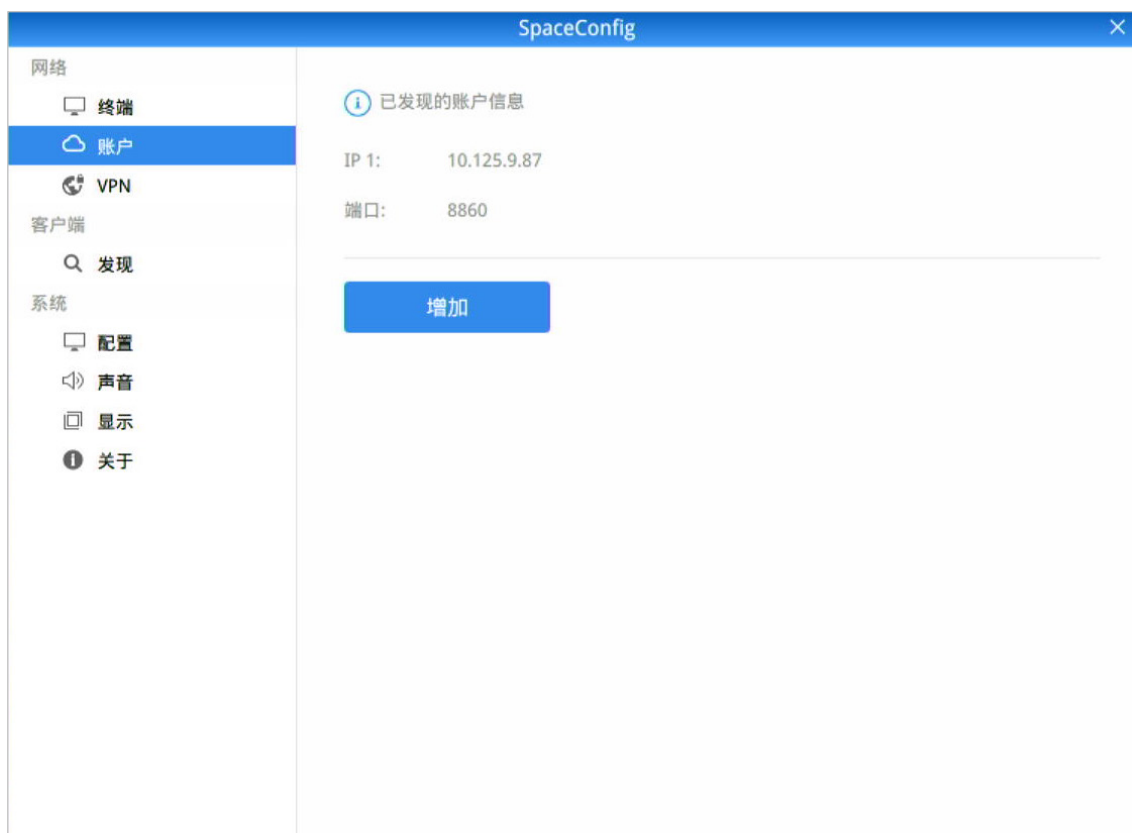 SpaceConfig
网络
终端
账户
VPN
客户端
发现
系统
配置
声音
显示
关于
已发现的账户信息
IP 1: 10.125.9.87
端口: 8860
增加